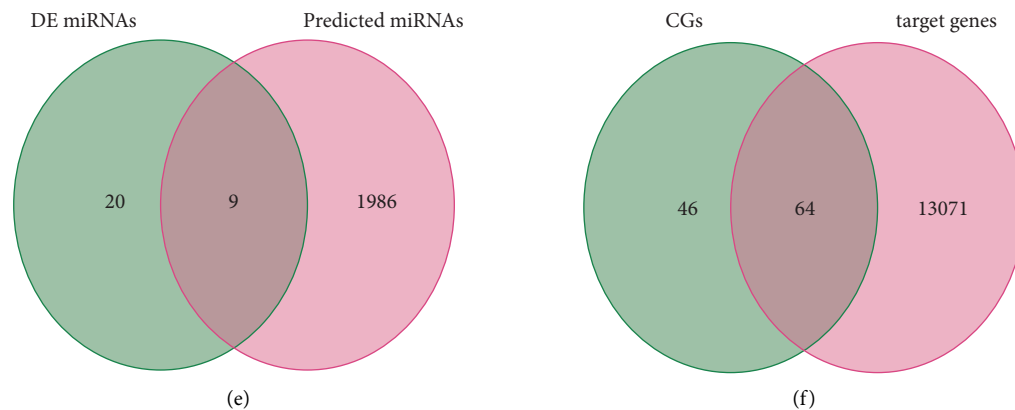 DE miRNAs
Predicted miRNAs
20
9
1986
(e)
CGs
target genes
46
64
13071
(f)